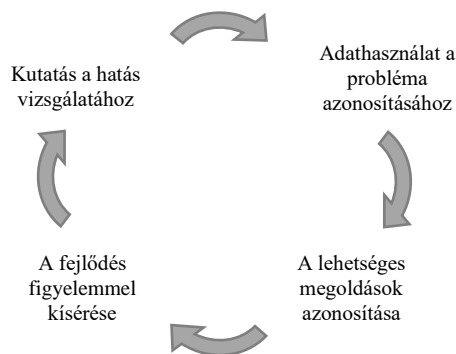 Kutatás a hatás
vizsgálatához
Adathasználat a
probléma
azonosításához
A lehetséges
megoldások
azonosítása
A fejlődés
figyelemmel
kísérése